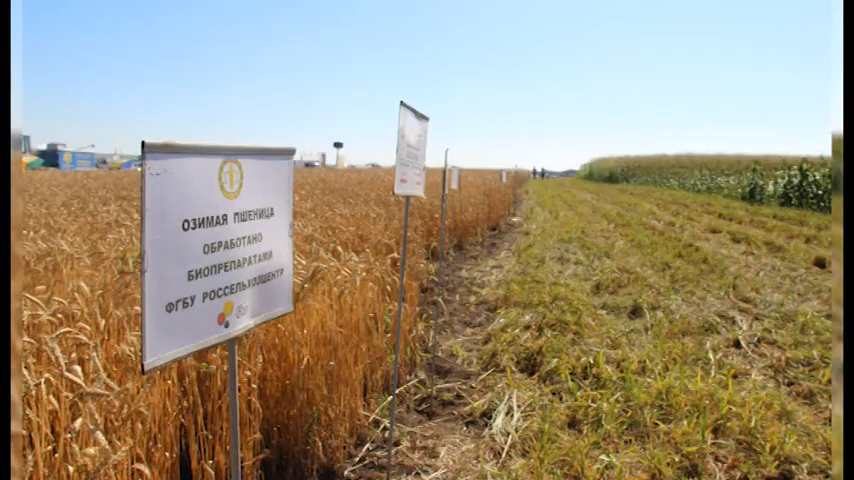 ОЗИМАЯ ПШЕНИЦА
ОБРАБОТАНО
БИОПРЕПАРАТАМИ
ФГБУ РОССЕЛЬХОЗЦЕНТР